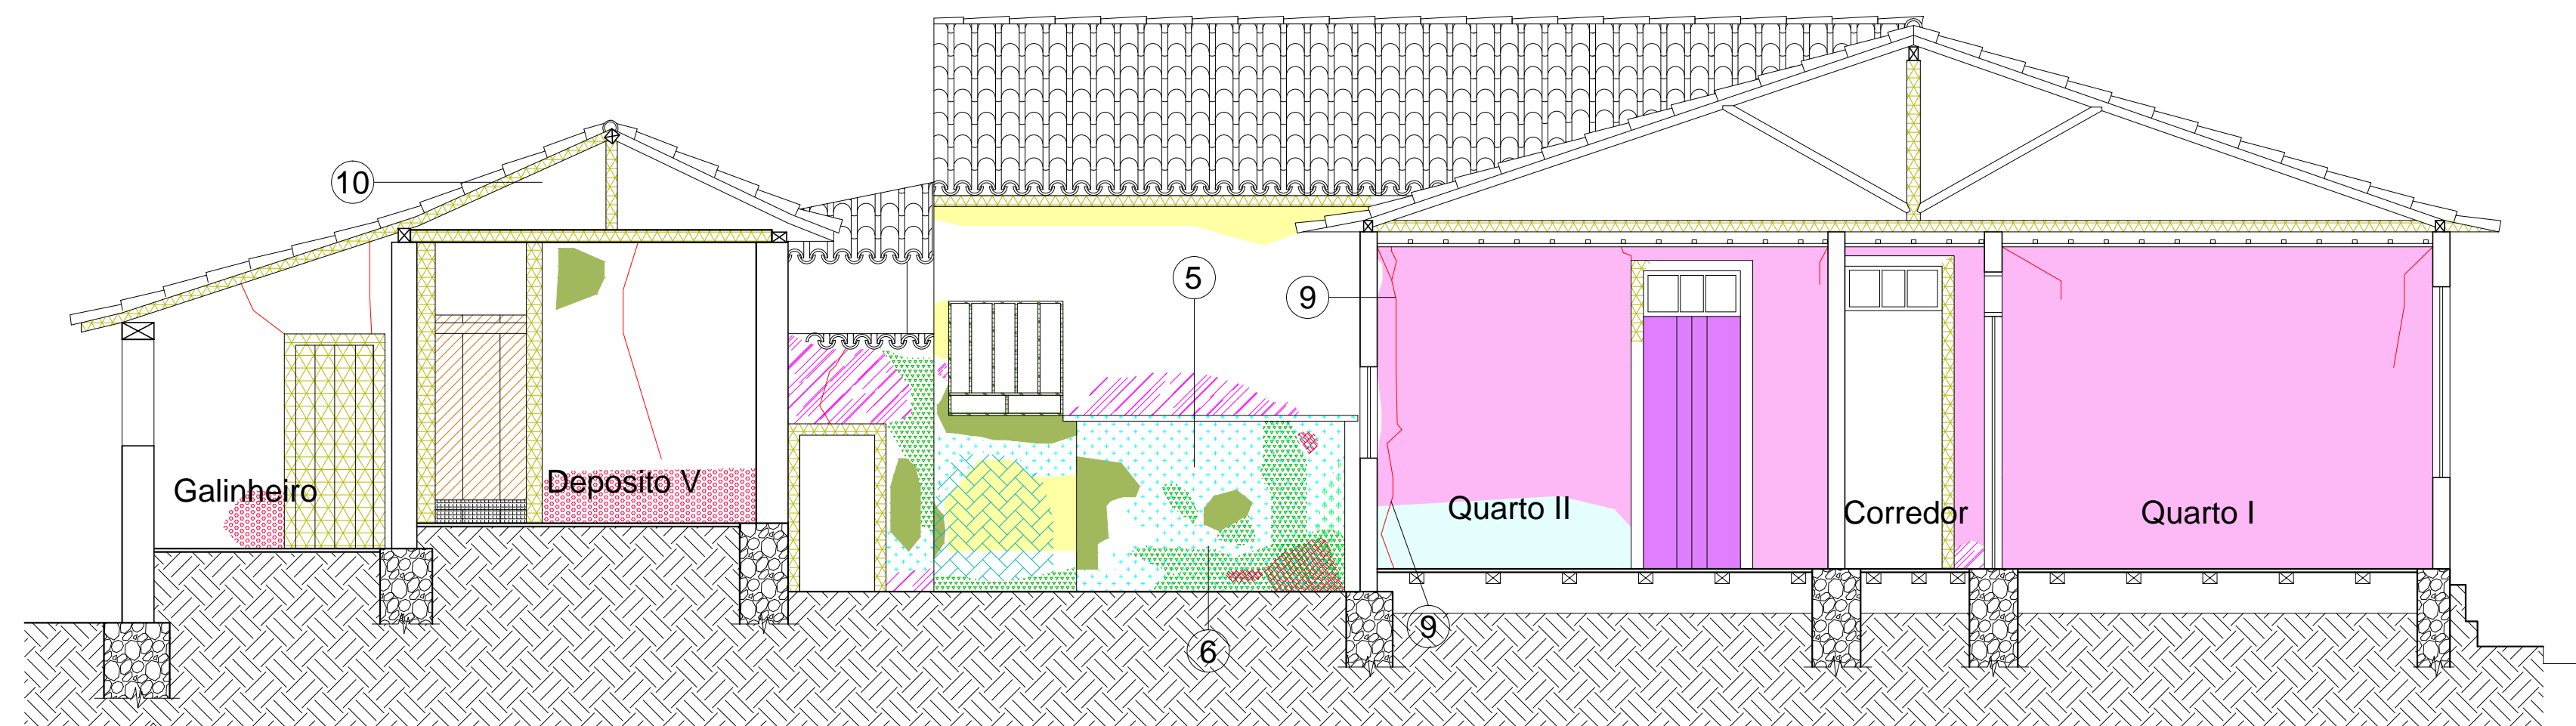 10
5
9
Galinheiro
Deposito V
Quarto II
Corredor
Quarto I
9
6